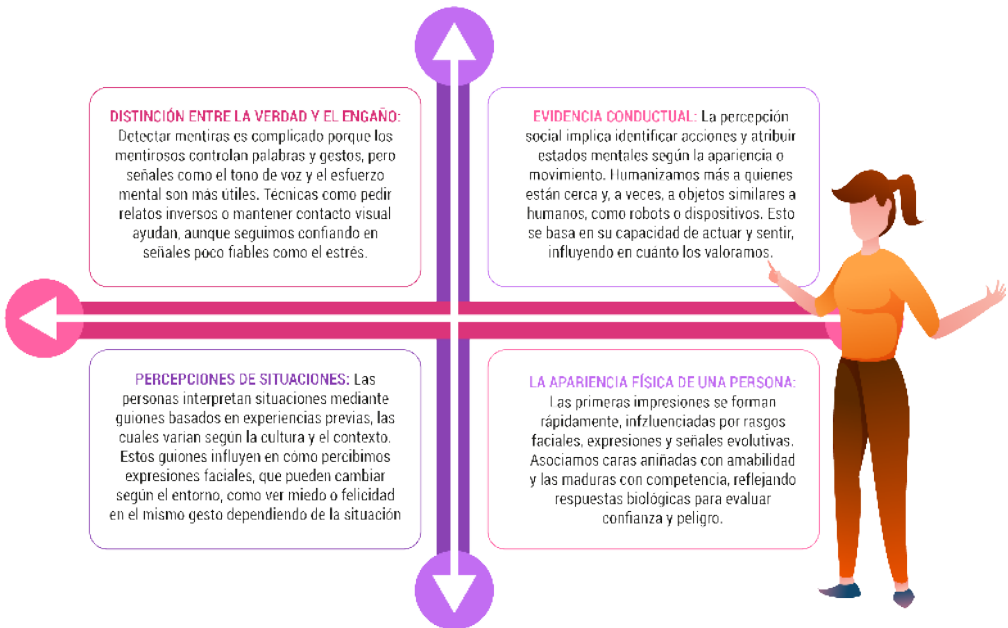 DISTINCIÓN ENTRE LA VERDAD Y EL ENGAÑO:
Detectar mentiras es complicado porque los
mentirosos controlan palabras y gestos, pero
señales como el tono de voz y el esfuerzo
mental son más útiles. Técnicas como pedir
relatos inversos o mantener contacto visual
ayudan, aunque seguimos confiando en
señales poco fiables como el estrés.
EVIDENCIA CONDUCTUAL: La percepción
social implica identificar acciones y atribuir
estados mentales según la apariencia o
movimiento. Humanizamos más a quienes
están cerca y, a veces, a objetos similares a
humanos, como robots o dispositivos. Esto
se basa en su capacidad de actuar y sentir,
influyendo en cuánto los valoramos.
PERCEPCIONES DE SITUACIONES: Las
personas interpretan situaciones mediante
guiones basados en experiencias previas, las
cuales varían según la cultura y el contexto.
Estos guiones influyen en cómo percibimos
expresiones faciales, que pueden cambiar
según el entorno, como ver miedo o felicidad
en el mismo gesto dependiendo de la situación
LA APARIENCIA FÍSICA DE UNA PERSONA:
Las primeras impresiones se forman
rápidamente, infzluenciadas por rasgos
faciales, expresiones y señales evolutivas.
Asociamos caras aniñadas con amabilidad
y las maduras con competencia, reflejando
respuestas biológicas para evaluar
confianza y peligro.